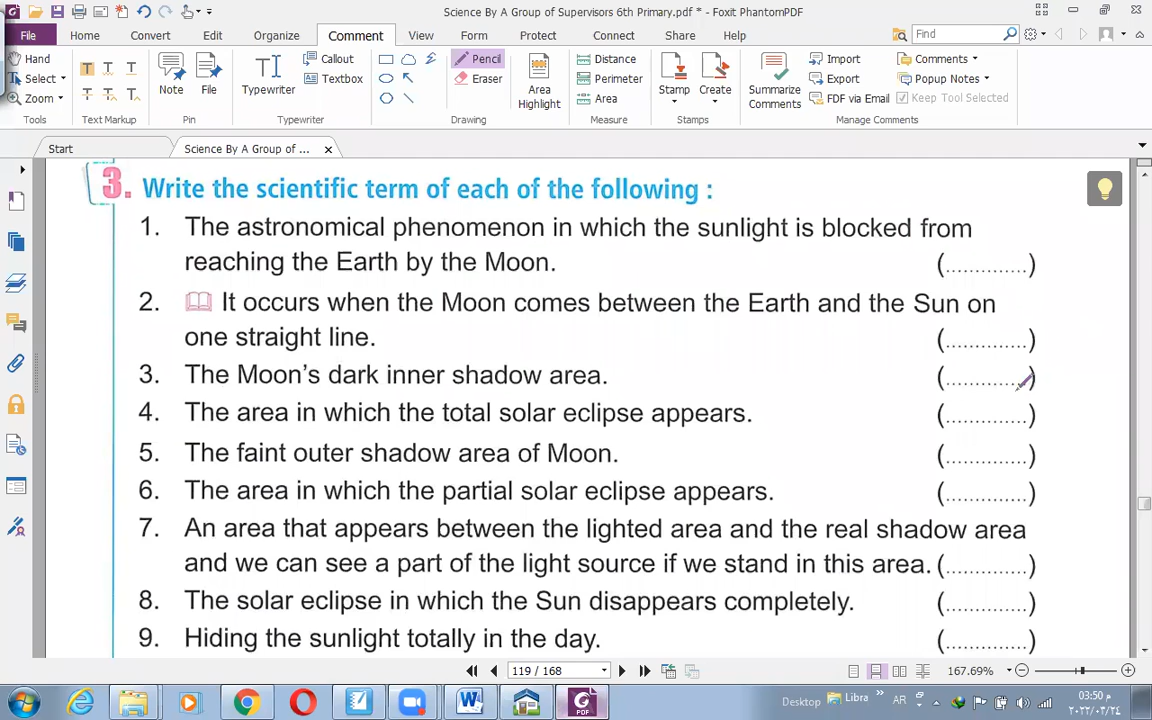 Science By A Group of Supervisors 6th Primary.pdf * - Foxit PhantomPDF
File Home Convert Edit Organize Comment View Form Protect Connect Share Help Find
Hand
Select
Zoom
Tools
Text Markup
Note
File
Pin
Typewriter
Callout
Textbox
Typewriter
Pencil
Eraser
Area
Highlight
Drawing
Distance
Perimeter
Area
Measure
Stamp
Create
Stamps
Summarize
Comments
Import
Export
FDF via Email
Comments
Popup Notes
Keep Tool Selected
Manage Comments
Start
Science By A Group of ...
3. Write the scientific term of each of the following :
1. The astronomical phenomenon in which the sunlight is blocked from
reaching the Earth by the Moon. (..............)
2. It occurs when the Moon comes between the Earth and the Sun on
one straight line. (..............)
3. The Moon's dark inner shadow area. (..............)
4. The area in which the total solar eclipse appears. (..............)
5. The faint outer shadow area of Moon. (..............)
6. The area in which the partial solar eclipse appears. (..............)
7. An area that appears between the lighted area and the real shadow area
and we can see a part of the light source if we stand in this area. (..............)
8. The solar eclipse in which the Sun disappears completely. (..............)
9. Hiding the sunlight totally in the day. (..............)
119 / 168
167.69%
Desktop
Libra
AR
03:50 م
٢٠٢٢/٠٣/٢٤